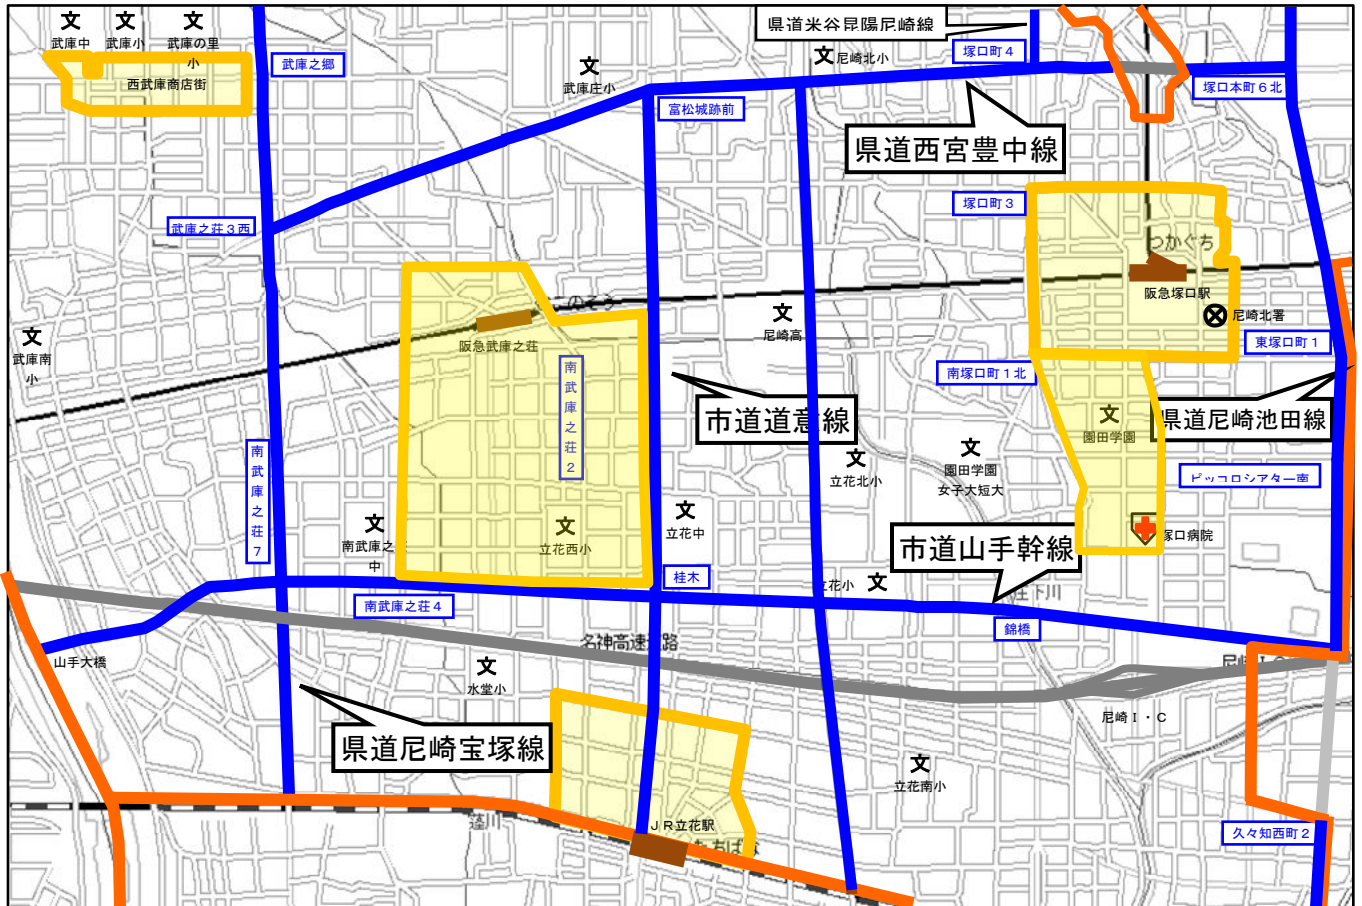 県道米谷昆陽尼崎線
武庫中
武庫小
武庫の里
小
西武庫商店街
武庫之郷
武庫庄小
尼崎北小
塚口町４
塚口本町６北
富松城跡前
県道西宮豊中線
武庫之荘３西
塚口町３
つかぐち
阪急塚口駅
尼崎北署
東塚口町１
のそう
阪急武庫之荘
尼崎高
武庫南
小
南武庫之荘２
南塚口町１北
市道道意線
園田学園
県道尼崎池田線
南武庫之荘７
立花北小
園田学園
女子大短大
ピッコロシアター南
南武庫之
中
立花西小
立花中
市道山手幹線
塚口病院
桂木
立花小
庄下川
南武庫之荘４
錦橋
名神高速道路
山手大橋
水堂小
尼崎Ｉ・Ｃ
県道尼崎宝塚線
立花南小
蓬川
ＪＲ立花駅
たちばな
久々知西町２